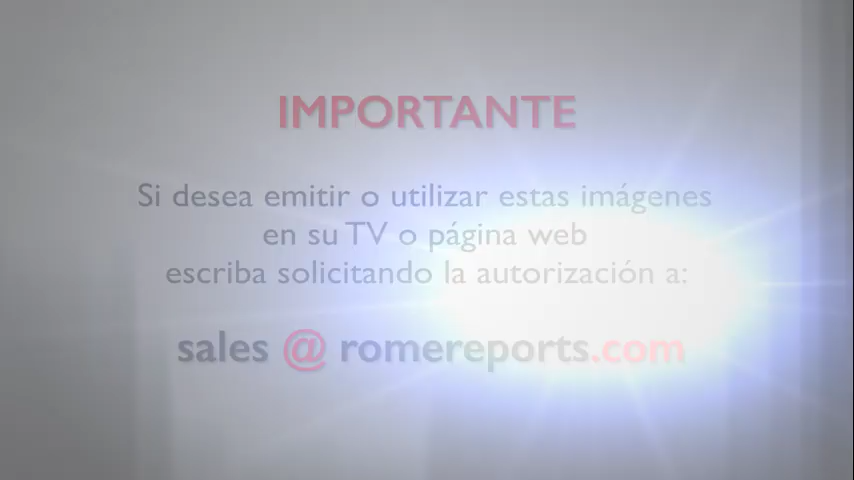 IMPORTANTE
Si desea emitir o utilizar estas imágenes
en su TV o página web
escriba solicitando la autorización a:
sales @ romereports.com